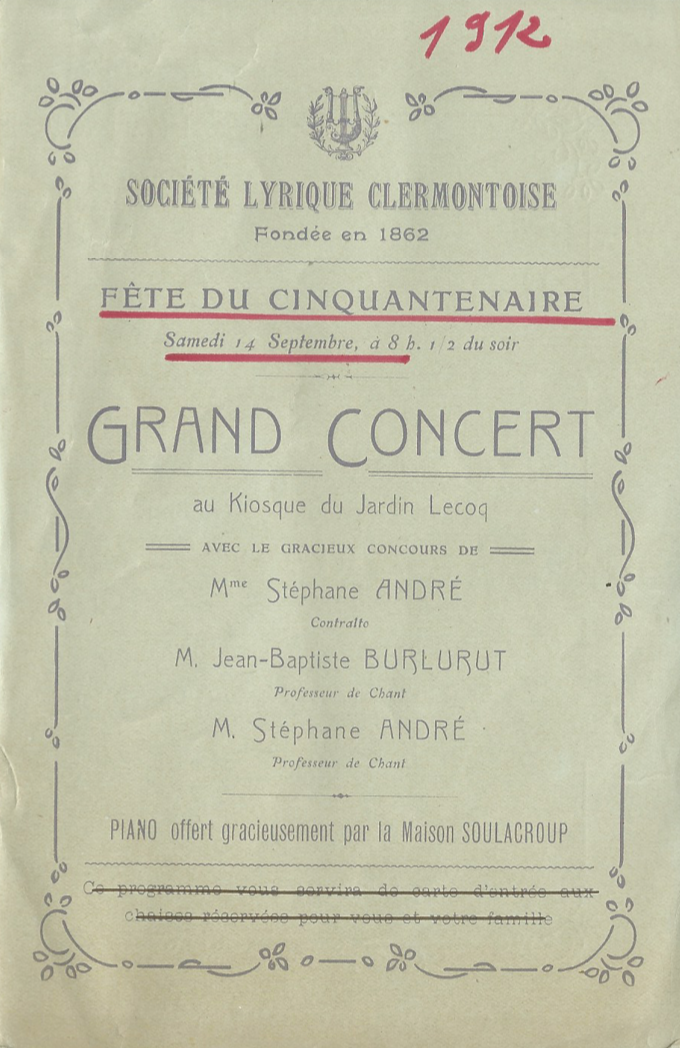 1912
SOCIÉTÉ LYRIQUE CLERMONTOISE
Fondée en 1862
FÊTE DU CINQUANTENAIRE
Samedi 14 Septembre, à 8 h. 1/2 du soir
GRAND CONCERT
au Kiosque du Jardin Lecoq
AVEC LE GRACIEUX CONCOURS DE
Mme Stéphane ANDRÉ
Contralto
M. Jean-Baptiste BURLURUT
Professeur de Chant
M. Stéphane ANDRÉ
Professeur de Chant
PIANO offert gracieusement par la Maison SOULACROUP
Ce programme vous servira de carte d'entrée aux
chaises réservées pour vous et votre famille